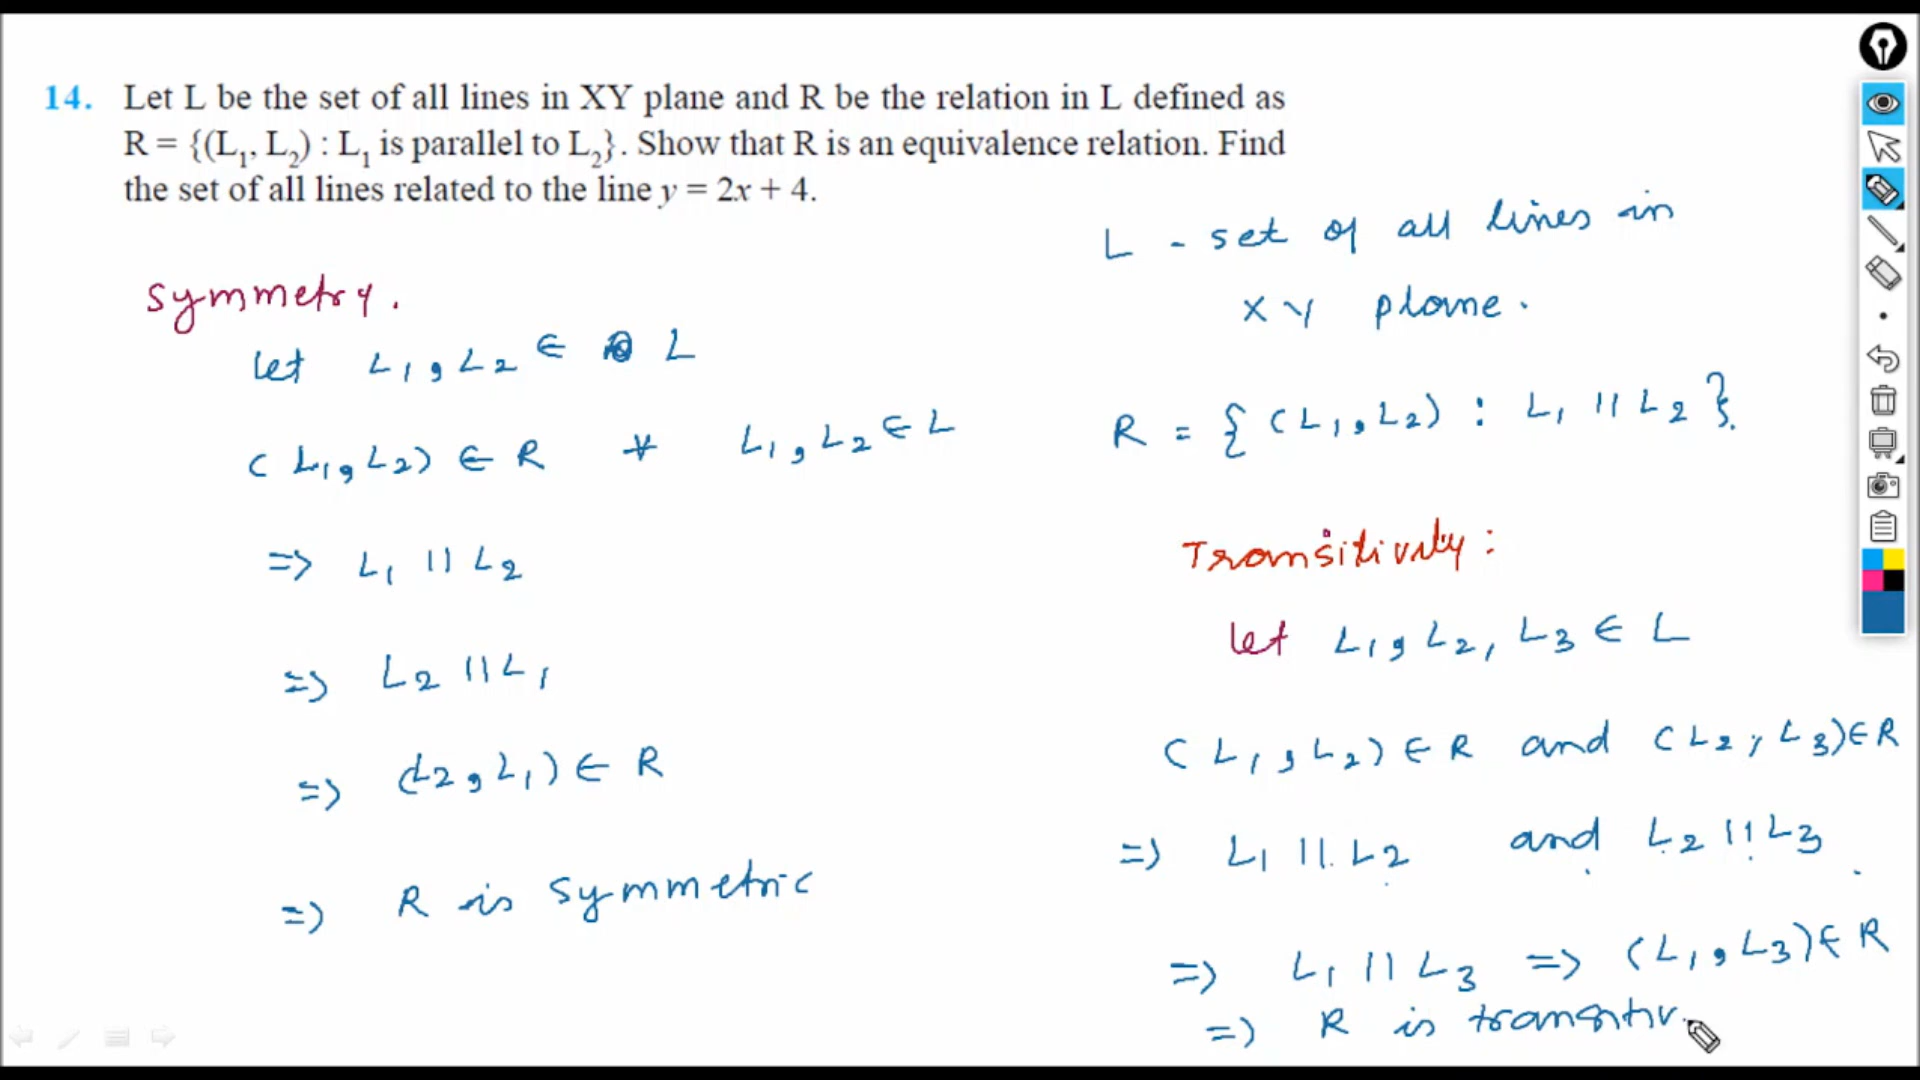 14. Let L be the set of all lines in XY plane and R be the relation in L defined as
R = {(L₁, L₂) : L₁ is parallel to L₂}. Show that R is an equivalence relation. Find
the set of all lines related to the line y = 2x + 4.
Symmetry.
let L₁, L₂ ∈ L
(L₁, L₂) ∈ R ∀ L₁, L₂ ∈ L
=> L₁ || L₂
=> L₂ || L₁
=> (L₂, L₁) ∈ R
=> R is symmetric
L - set of all lines in
XY plane.
R = { (L₁, L₂) : L₁ || L₂ }.
Transitivity:
let L₁, L₂, L₃ ∈ L
(L₁, L₂) ∈ R and (L₂, L₃) ∈ R
=> L₁ || L₂ and L₂ || L₃
=> L₁ || L₃ => (L₁, L₃) ∈ R
=> R is transitiv